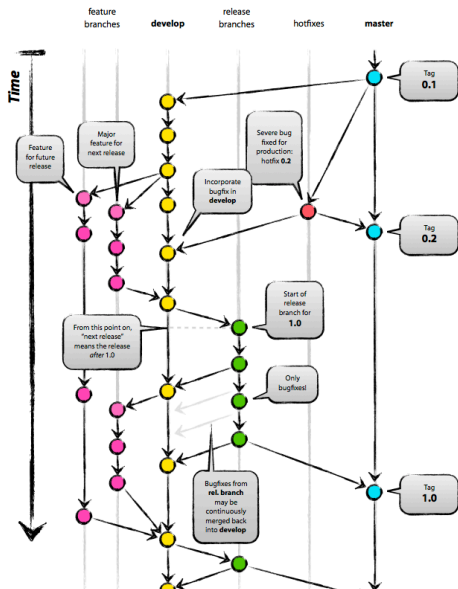 feature
branches
develop
release
branches
hotfixes
master
Time
Tag
0.1
Feature
for future
release
Major
feature for
next release
Severe bug
fixed for
production:
hotfix 0.2
Incorporate
bugfix in
develop
Tag
0.2
Start of
release
branch for
1.0
From this point on,
"next release"
means the release
after 1.0
Only
bugfixes!
Bugfixes from
rel. branch
may be
continuously
merged back
into develop
Tag
1.0